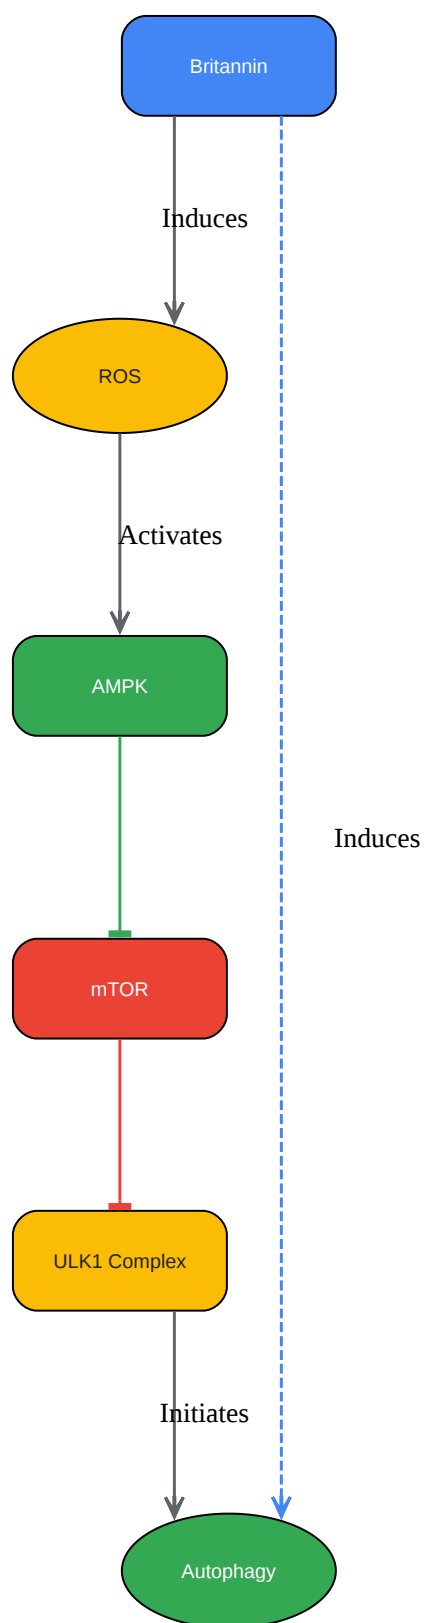 Britannin
Induces
ROS
Activates
AMPK
Induces
mTOR
ULK1 Complex
Initiates
Autophagy